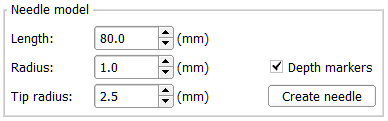 Needle model
Length: 80.0 (mm)
Radius: 1.0 (mm) Depth markers
Tip radius: 2.5 (mm) Create needle